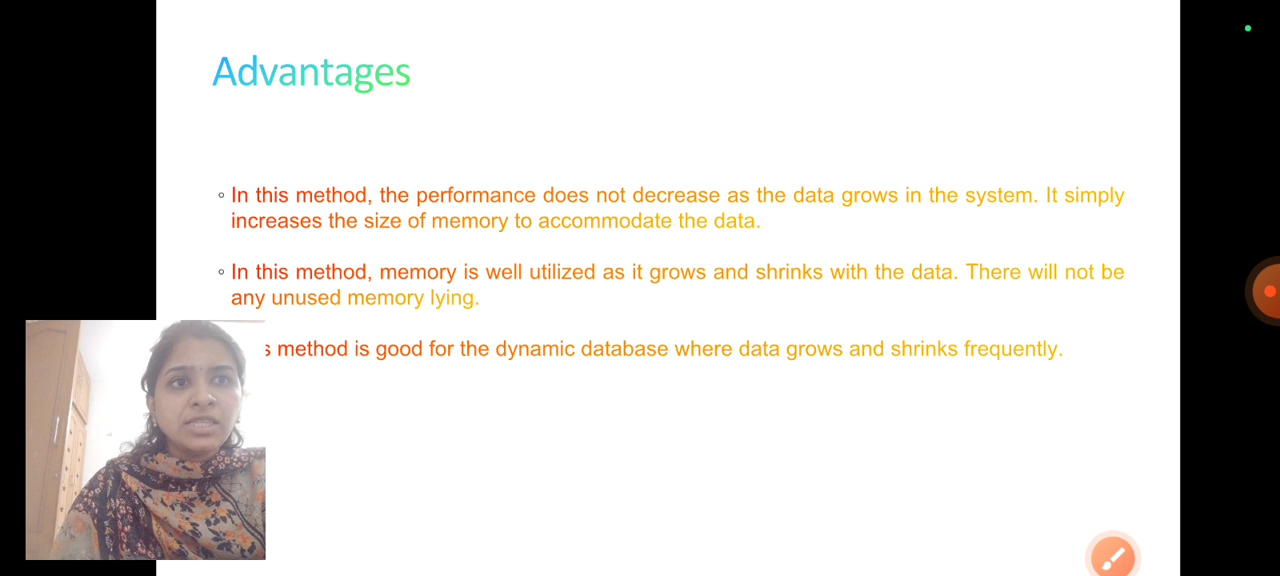 Advantages
In this method, the performance does not decrease as the data grows in the system. It simply
increases the size of memory to accommodate the data.
In this method, memory is well utilized as it grows and shrinks with the data. There will not be
any unused memory lying.
method is good for the dynamic database where data grows and shrinks frequently.